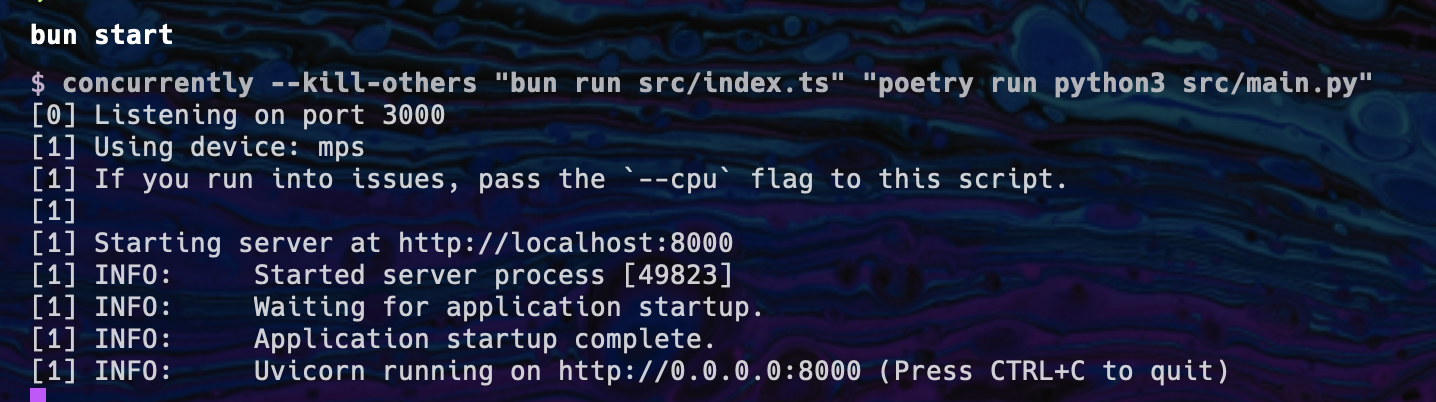 bun start
$ concurrently --kill-others "bun run src/index.ts" "poetry run python3 src/main.py"
[0] Listening on port 3000
[1] Using device: mps
[1] If you run into issues, pass the `--cpu` flag to this script.
[1]
[1] Starting server at http://localhost:8000
[1] INFO:     Started server process [49823]
[1] INFO:     Waiting for application startup.
[1] INFO:     Application startup complete.
[1] INFO:     Uvicorn running on http://0.0.0.0:8000 (Press CTRL+C to quit)